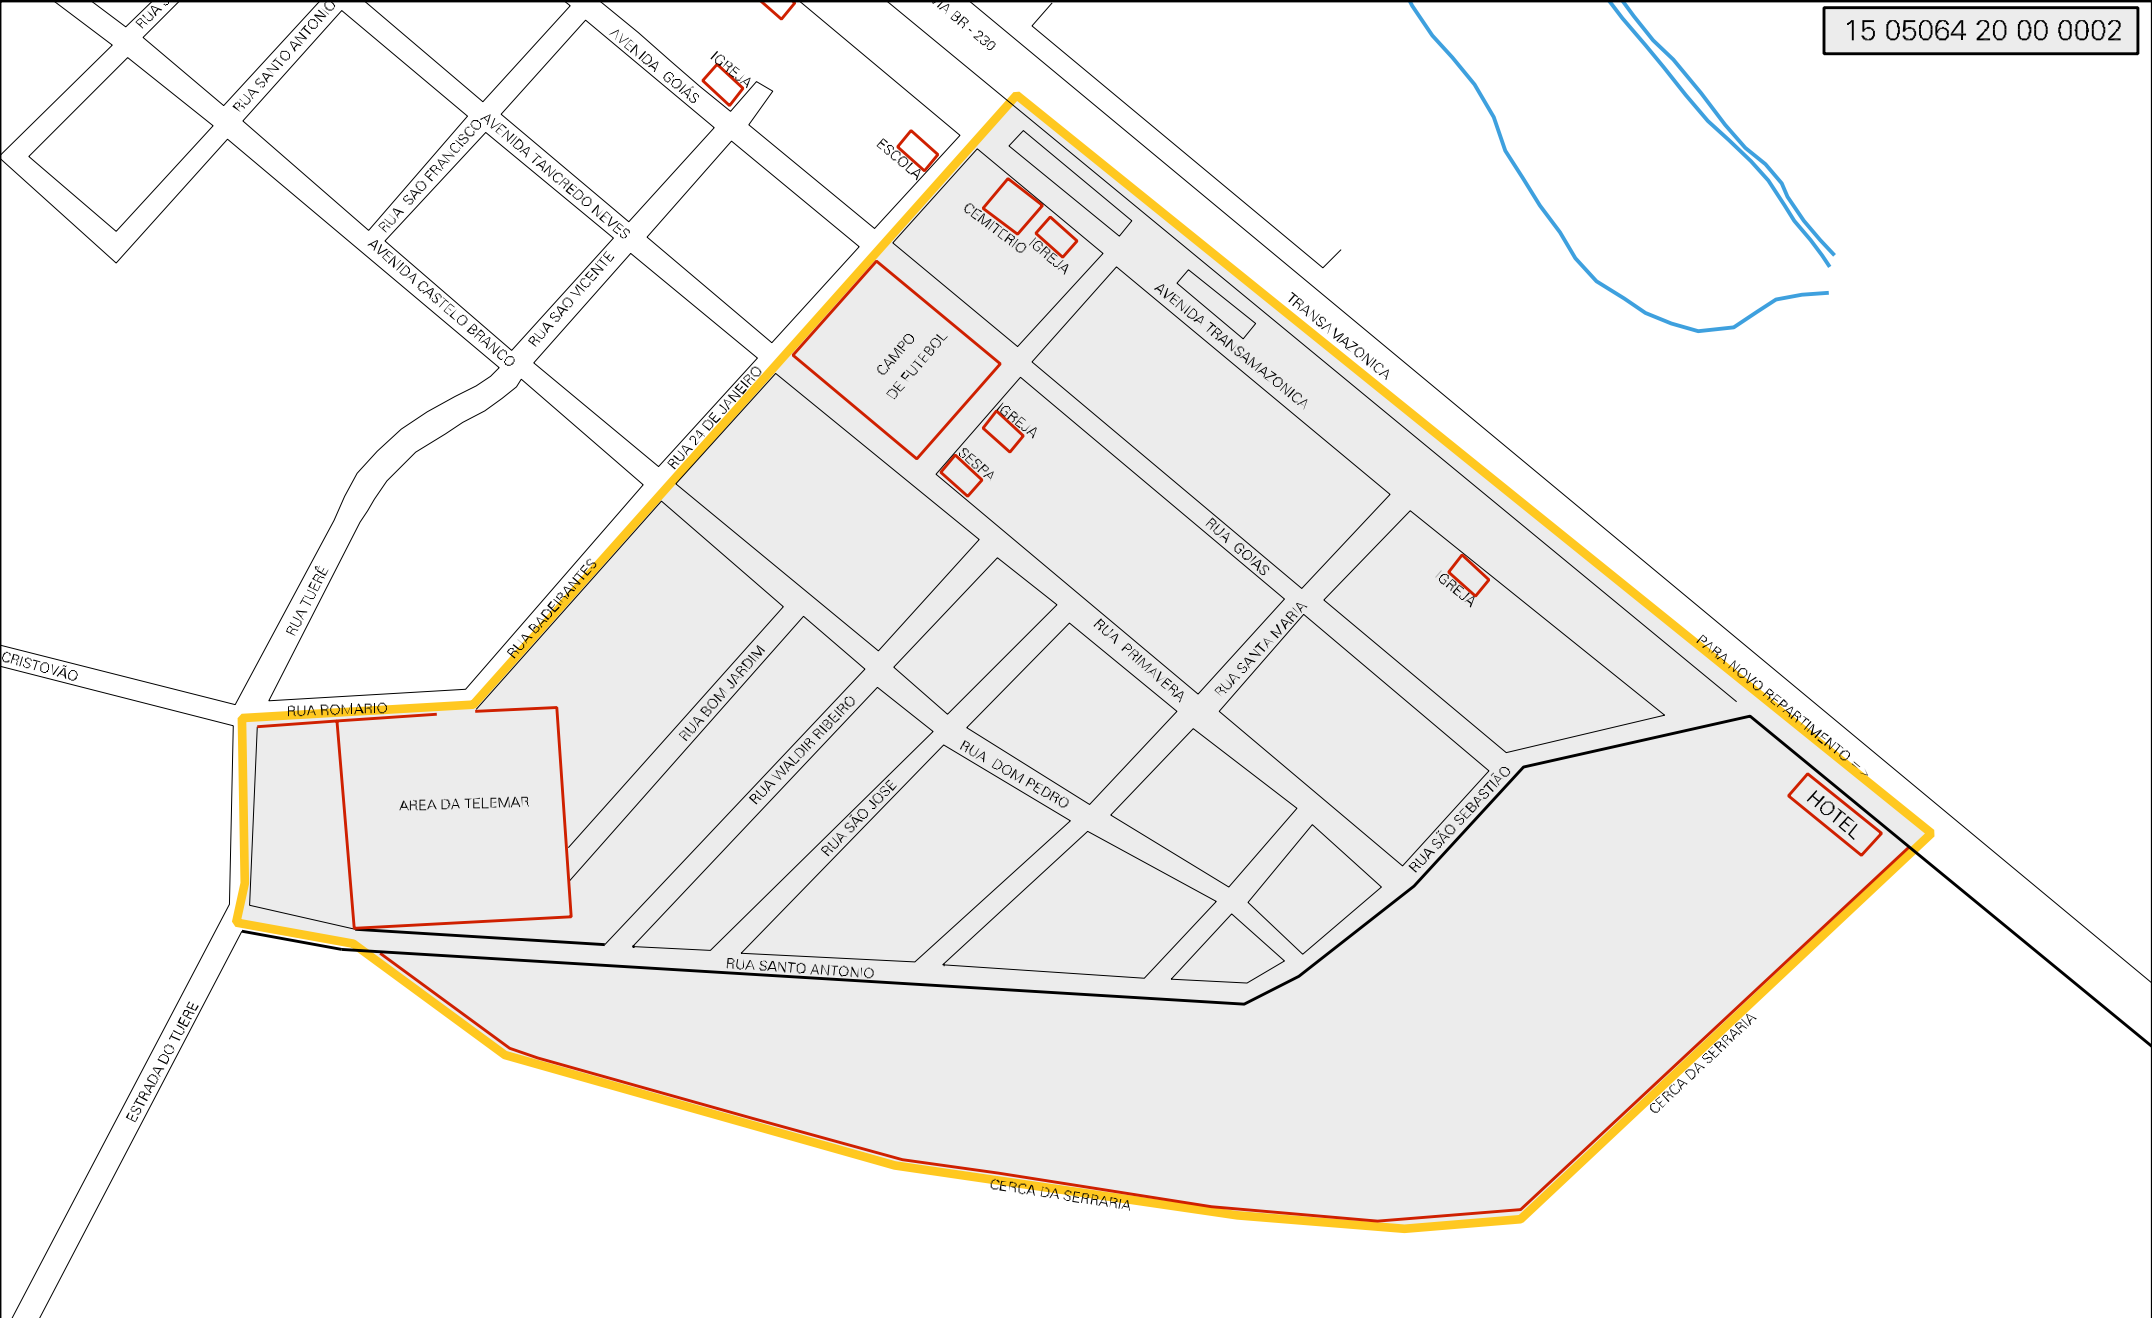 15 05064 20 00 0002
RUA SANTO ANTONIO
AVENIDA GOIÁS
IGREJA
BR - 230
RUA SAO FRANCISCO
AVENIDA TANCREDO NEVES
ESCOLA
CEMITERIO
IGREJA
AVENIDA CASTELO BRANCO
RUA SAO VICENTE
TRANSAMAZONICA
AVENIDA TRANSAMAZONICA
CAMPO
DE FUTEBOL
RUA 24 DE JANEIRO
IGREJA
SESPA
RUA GOIAS
IGREJA
RUA TUERÊ
RUA BADEIRANTES
RUA SANTA MARIA
RUA PRIMAVERA
CRISTOVÃO
RUA ROMARIO
RUA BOM JARDIM
RUA WALDIR RIBEIRO
PARA NOVO REPARTIMENTO = >
AREA DA TELEMAR
RUA DOM PEDRO
RUA SÃO JOSE
RUA SÃO SEBASTIÃO
HOTEL
RUA SANTO ANTONIO
ESTRADA DO TUERE
CERCA DA SERRARIA
CERCA DA SERRARIA